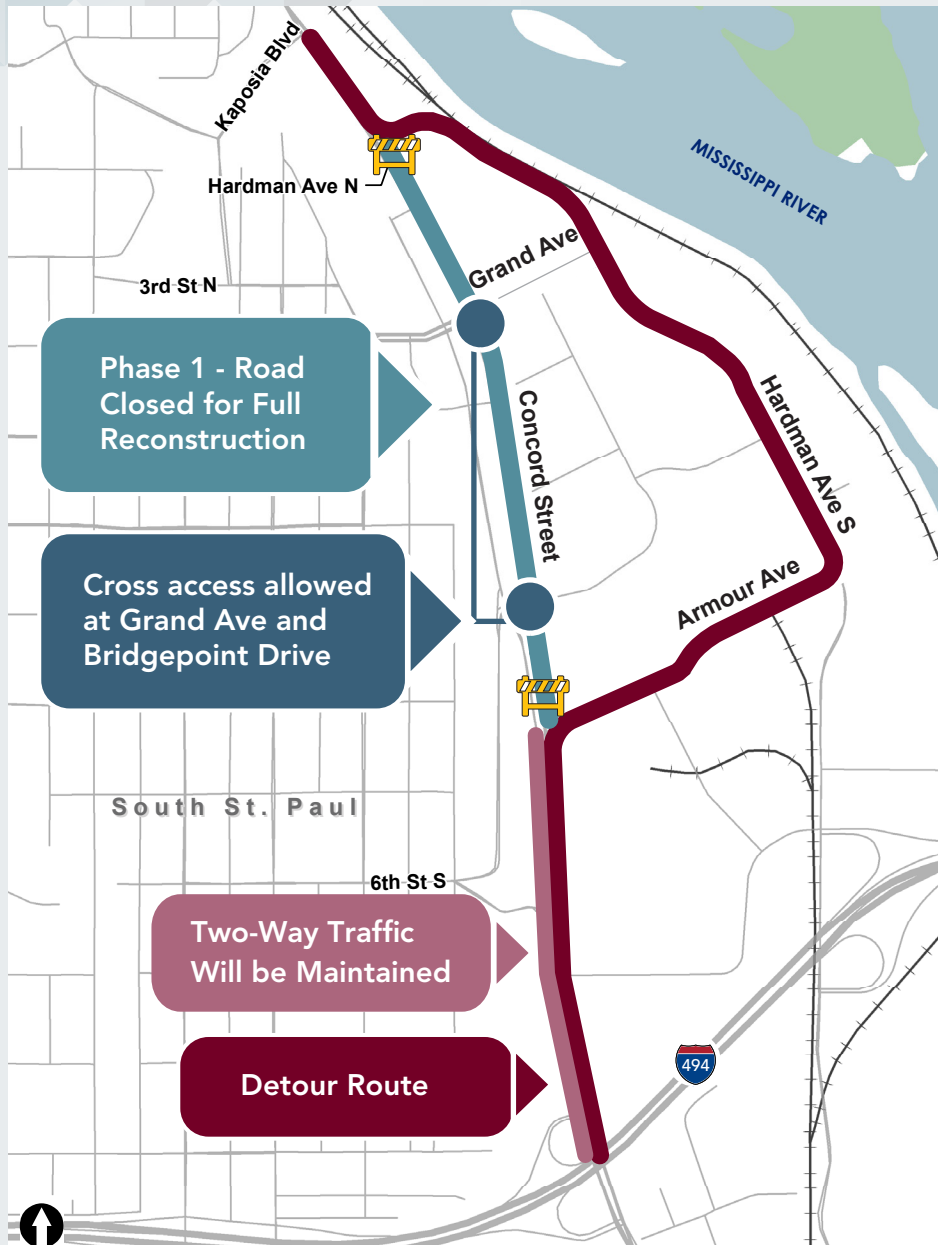 Kaposia Blvd
MISSISSIPPI RIVER
Hardman Ave N
Grand Ave
3rd St N
Phase 1 - Road
Closed for Full
Reconstruction
Concord Street
Hardman Ave S
Armour Ave
Cross access allowed
at Grand Ave and
Bridgepoint Drive
South St. Paul
6th St S
Two-Way Traffic
Will be Maintained
494
Detour Route